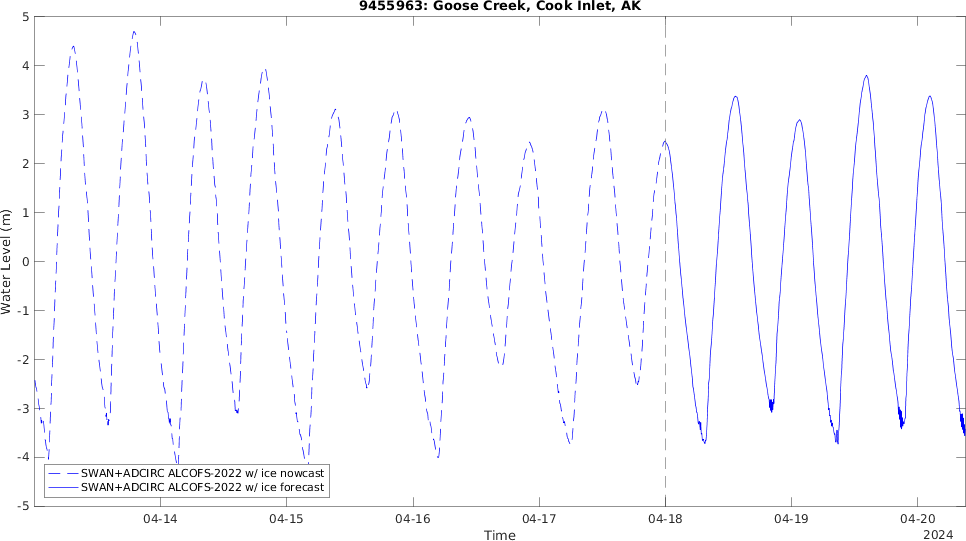 9455963: Goose Creek, Cook Inlet, AK
5
4
3
2
1
0
-1
-2
-3
-4
-5
Water Level (m)
SWAN+ADCIRC ALCOFS-2022 w/ ice nowcast
SWAN+ADCIRC ALCOFS-2022 w/ ice forecast
04-14 04-15 04-16 04-17 04-18 04-19 04-20
Time
2024